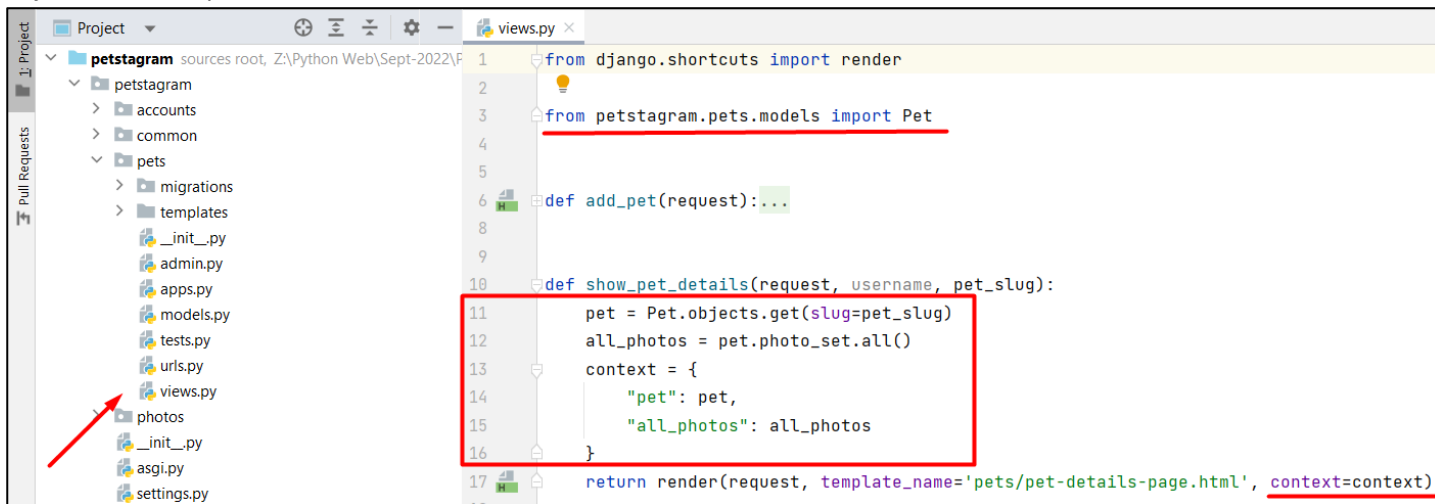 1: Project
Pull Requests
Project
petstagram sources root, Z:\Python Web\Sept-2022\P
petstagram
accounts
common
pets
migrations
templates
__init__.py
admin.py
apps.py
models.py
tests.py
urls.py
views.py
photos
__init__.py
asgi.py
settings.py
views.py
1 from django.shortcuts import render
2
3 from petstagram.pets.models import Pet
4
5
6 def add_pet(request):...
8
9
10 def show_pet_details(request, username, pet_slug):
11 pet = Pet.objects.get(slug=pet_slug)
12 all_photos = pet.photo_set.all()
13 context = {
14 "pet": pet,
15 "all_photos": all_photos
16 }
17 return render(request, template_name='pets/pet-details-page.html', context=context)